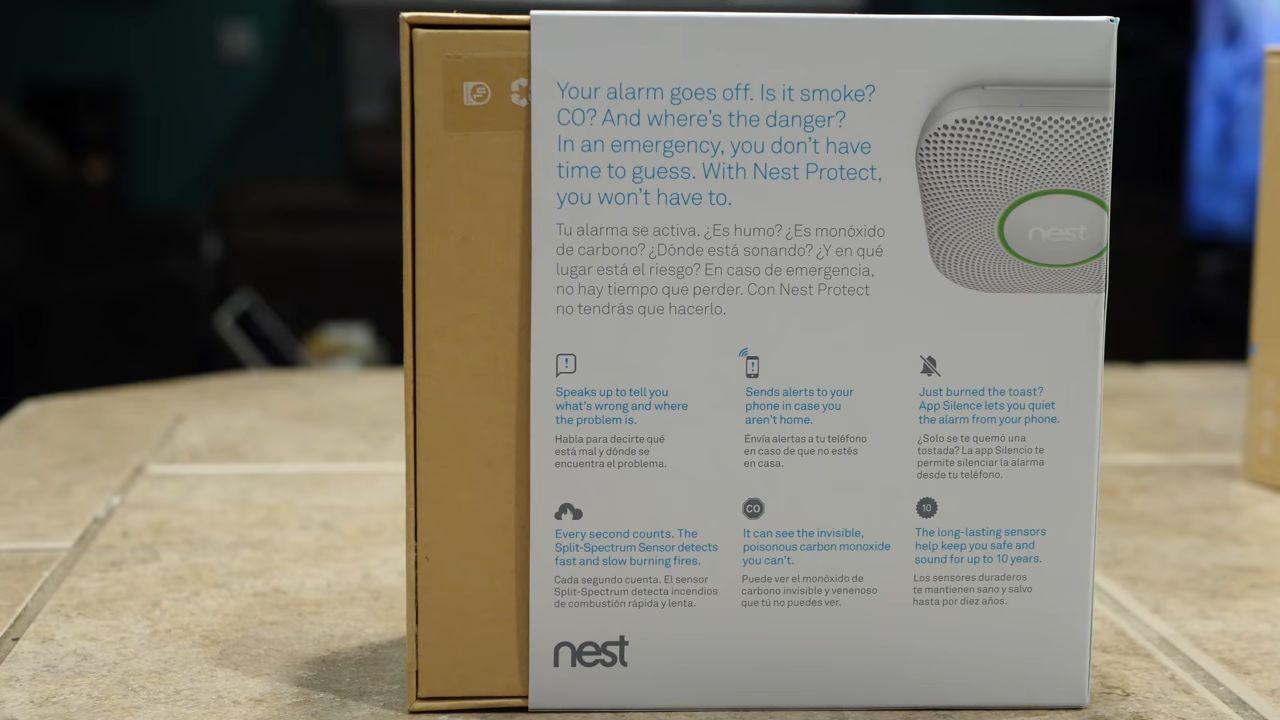 Your alarm goes off. Is it smoke?
CO? And where's the danger?
In an emergency, you don't have
time to guess. With Nest Protect,
you won't have to.
Tu alarma se activa. ¿Es humo? ¿Es monóxido
de carbono? ¿Dónde está sonando? ¿Y en qué
lugar está el riesgo? En caso de emergencia,
no hay tiempo que perder. Con Nest Protect
no tendrás que hacerlo.
nest
Speaks up to tell you
what's wrong and where
the problem is.
Habla para decirte qué
está mal y dónde se
encuentra el problema.
Sends alerts to your
phone in case you
aren't home.
Envía alertas a tu teléfono
en caso de que no estés
en casa.
Just burned the toast?
App Silence lets you quiet
the alarm from your phone.
¿Solo se te quemó una
tostada? La app Silencio te
permite silenciar la alarma
desde tu teléfono.
Every second counts. The
Split-Spectrum Sensor detects
fast and slow burning fires.
Cada segundo cuenta. El sensor
Split-Spectrum detecta incendios
de combustión rápida y lenta.
CO
It can see the invisible,
poisonous carbon monoxide
you can't.
Puede ver el monóxido de
carbono invisible y venenoso
que tú no puedes ver.
10
The long-lasting sensors
help keep you safe and
sound for up to 10 years.
Los sensores duraderos
te mantienen sano y salvo
hasta por diez años.
nest